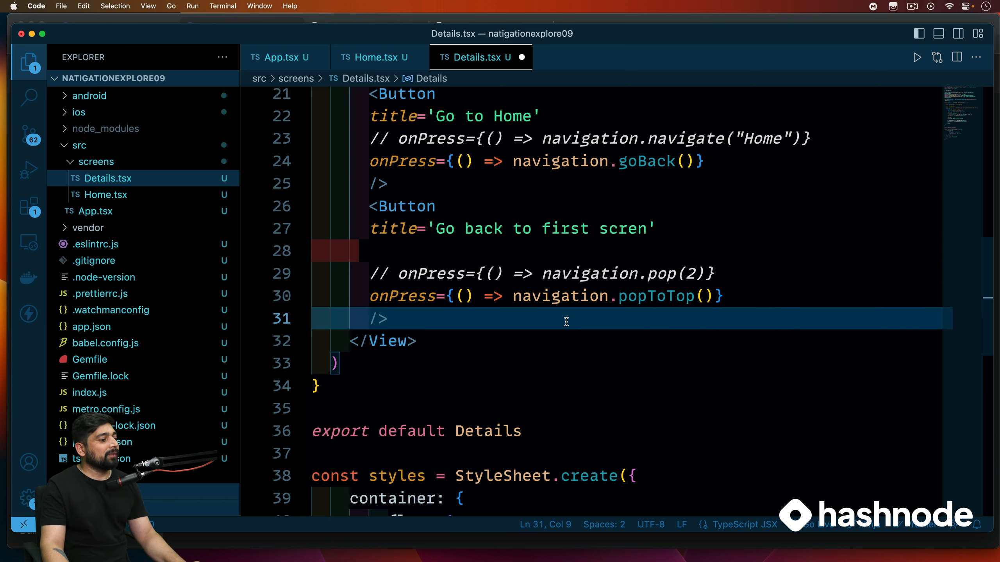 Code File Edit Selection View Go Run Terminal Window Help
Details.tsx — natigationexplore09
EXPLORER
NATIGATIONEXPLORE09
android
ios
node_modules
src
screens
TS Details.tsx U
TS Home.tsx U
TS App.tsx U
vendor
.eslintrc.js U
.gitignore U
.node-version U
JS .prettierrc.js U
{} .watchmanconfig U
{} app.json U
babel.config.js U
Gemfile U
Gemfile.lock U
JS index.js U
JS metro.config.js U
{} -lock.json U
{} son U
TS ts on U
1
62
1
TS App.tsx U
TS Home.tsx U
TS Details.tsx U
src > screens > TS Details.tsx > Details
21 <Button
22 title='Go to Home'
23 // onPress={() => navigation.navigate("Home")}
24 onPress={() => navigation.goBack()}
25 />
26 <Button
27 title='Go back to first scren'
28
29 // onPress={() => navigation.pop(2)}
30 onPress={() => navigation.popToTop()}
31 />
32 </View>
33 )
34 }
35
36 export default Details
37
38 const styles = StyleSheet.create({
39 container: {
Ln 31, Col 9 Spaces: 2 UTF-8 LF TypeScript JSX
hashnode